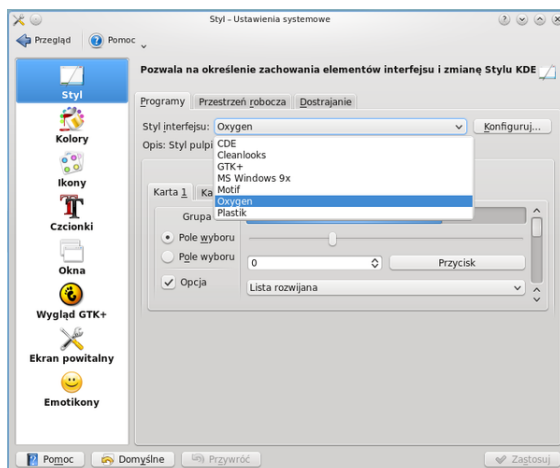 Styl – Ustawienia systemowe
Przegląd Pomoc
Styl
Kolory
Ikony
Czcionki
Okna
Wygląd GTK+
Ekran powitalny
Emotikony
Pozwala na określenie zachowania elementów interfejsu i zmianę Stylu KDE
Programy Przestrzeń robocza Dostrajanie
Styl interfejsu: Oxygen Konfiguruj...
Opis: Styl pulpi
CDE
Cleanlooks
GTK+
MS Windows 9x
Motif
Oxygen
Plastik
Karta 1 Ka
Grupa
Pole wyboru
Pole wyboru 0 Przycisk
Opcja Lista rozwijana
Pomoc Domyślne Przywróć Zastosuj